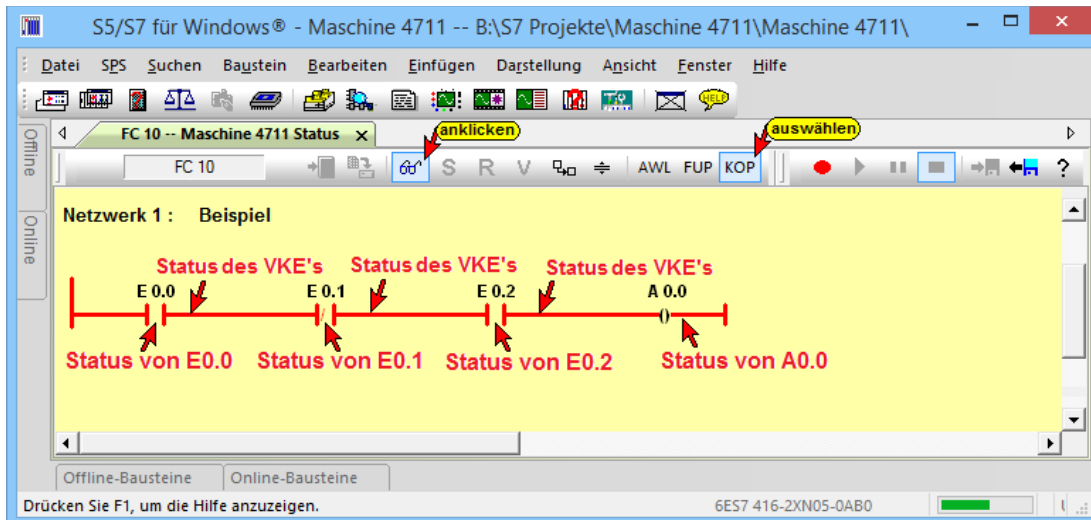 S5/S7 für Windows® - Maschine 4711 -- B:\S7 Projekte\Maschine 4711\Maschine 4711\
Datei SPS Suchen Baustein Bearbeiten Einfügen Darstellung Ansicht Fenster Hilfe
HELP
Offline
Online
FC 10 -- Maschine 4711 Status x
anklicken
auswählen
FC 10
S R V
AWL FUP KOP
?
Netzwerk 1 : Beispiel
Status des VKE's Status des VKE's Status des VKE's
E 0.0 E 0.1 E 0.2 A 0.0
Status von E0.0 Status von E0.1 Status von E0.2 Status von A0.0
Offline-Bausteine Online-Bausteine
Drücken Sie F1, um die Hilfe anzuzeigen. 6ES7 416-2XN05-0AB0